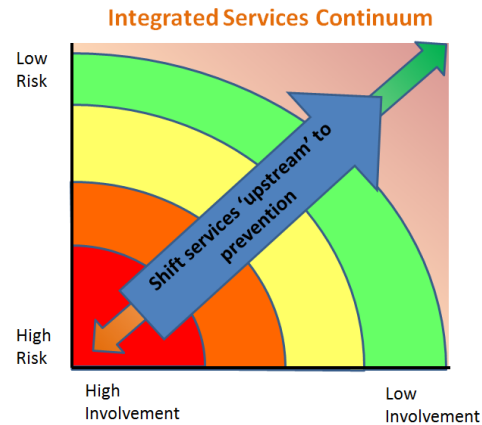 Integrated Services Continuum
Low
Risk
Shift services 'upstream' to
prevention
High
Risk
High
Involvement
Low
Involvement